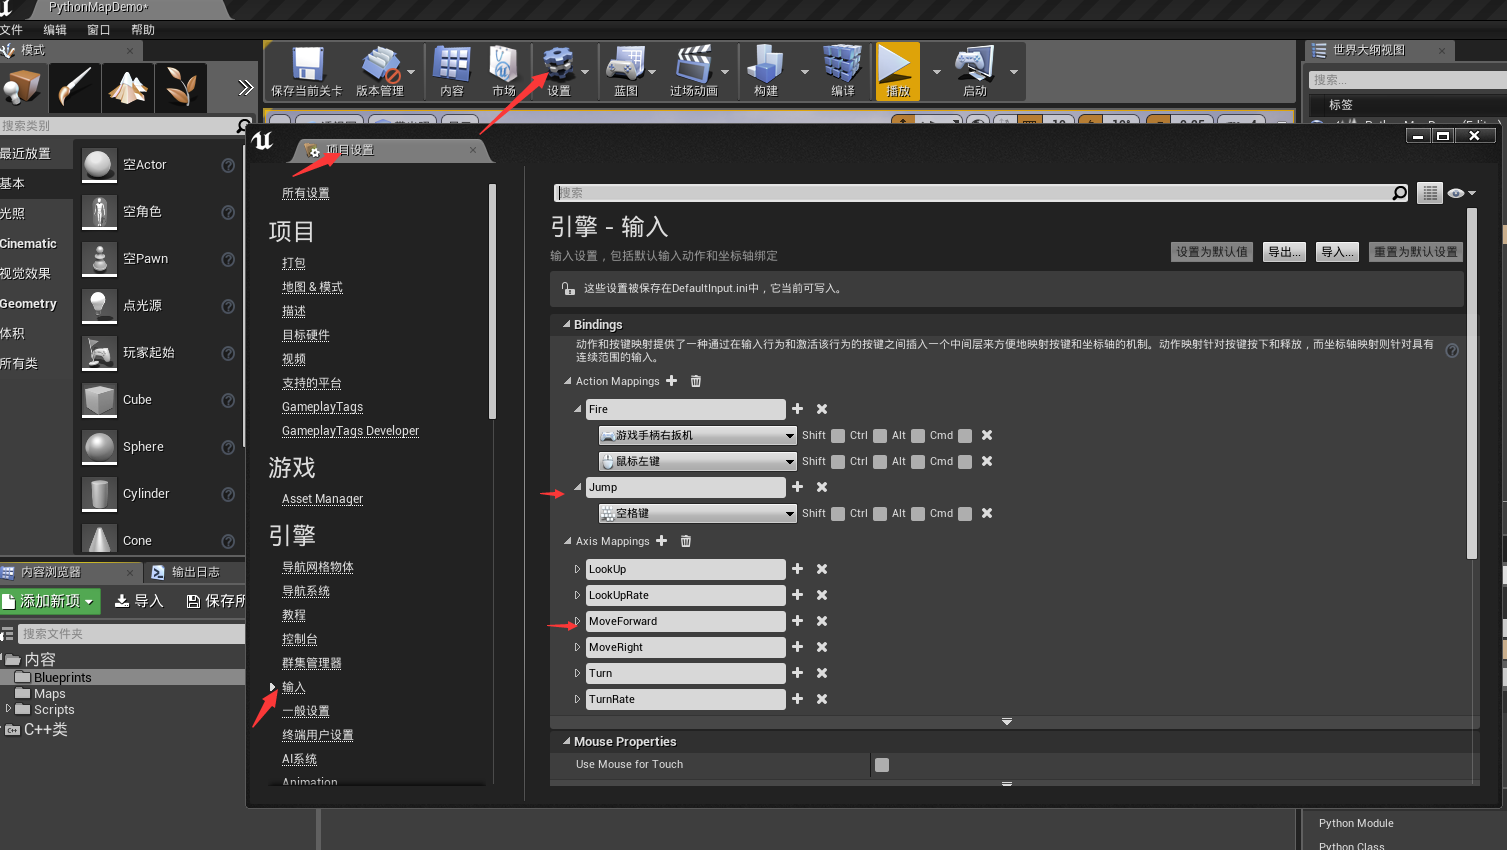 PythonMapDemo*
文件 编辑 窗口 帮助
模式
保存当前关卡 版本管理 内容 市场 设置 蓝图 过场动画 构建 编译 播放 启动
世界大纲视图
搜索...
标签
搜索类别
最近放置
基本
光照
Cinematic
视觉效果
Geometry
体积
所有类
空Actor
空角色
空Pawn
点光源
玩家起始
Cube
Sphere
Cylinder
Cone
内容浏览器 输出日志
添加新项 导入 保存所
搜索文件夹
内容
Blueprints
Maps
Scripts
C++类
项目设置
所有设置
项目
打包
地图 & 模式
描述
目标硬件
视频
支持的平台
GameplayTags
GameplayTags Developer
游戏
Asset Manager
引擎
导航网格物体
导航系统
教程
控制台
群集管理器
输入
一般设置
终端用户设置
AI系统
Animation
搜索
引擎 - 输入
输入设置，包括默认输入动作和坐标轴绑定
设置为默认值 导出... 导入... 重置为默认设置
这些设置被保存在DefaultInput.ini中，它当前可写入。
Bindings
动作和按键映射提供了一种通过在输入行为和激活该行为的按键之间插入一个中间层来方便地映射按键和坐标轴的机制。动作映射针对按键按下和释放，而坐标轴映射则针对具有
连续范围的输入。
Action Mappings
Fire
游戏手柄右扳机 Shift Ctrl Alt Cmd
鼠标左键 Shift Ctrl Alt Cmd
Jump
空格键 Shift Ctrl Alt Cmd
Axis Mappings
LookUp
LookUpRate
MoveForward
MoveRight
Turn
TurnRate
Mouse Properties
Use Mouse for Touch
Python Module
Python Class